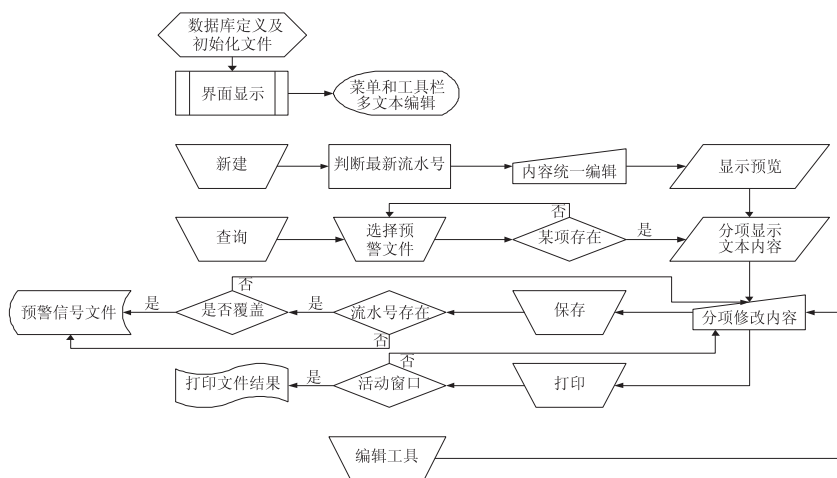 数据库定义及
初始化文件
界面显示
菜单和工具栏
多文本编辑
新建
判断最新流水号
内容统一编辑
显示预览
查询
选择预
警文件
否
某项存在
是
分项显示
文本内容
否
预警信号文件
是
是否覆盖
是
流水号存在
保存
分项修改内容
否
否
打印文件结果
是
活动窗口
打印
编辑工具